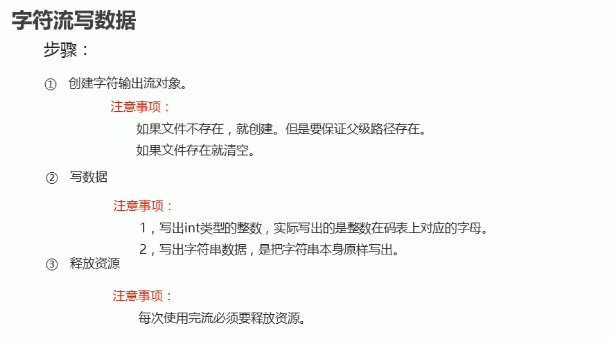 字符流写数据
步骤：
① 创建字符输出流对象。
注意事项：
如果文件不存在，就创建。但是要保证父级路径存在。
如果文件存在就清空。
② 写数据
注意事项：
1，写出int类型的整数，实际写出的是整数在码表上对应的字母。
2，写出字符串数据，是把字符串本身原样写出。
③ 释放资源
注意事项：
每次使用完流必须要释放资源。